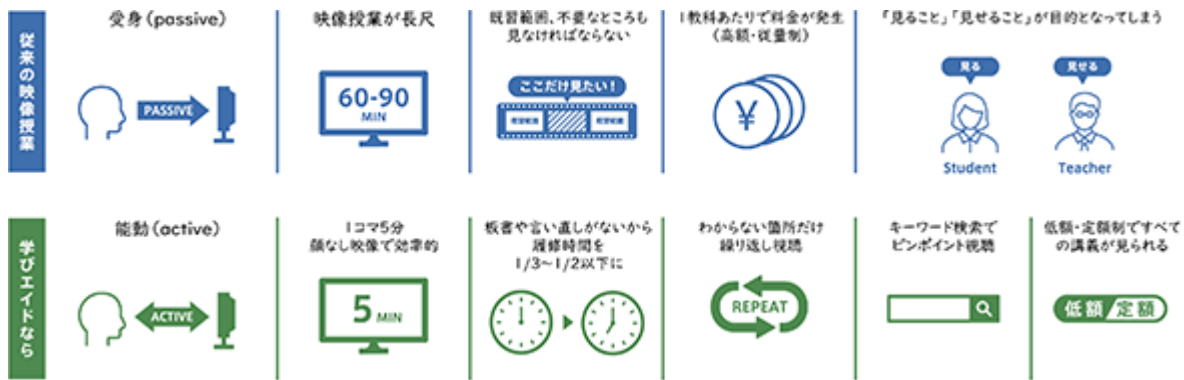 従来の映像授業
受身(passive)
PASSIVE
映像授業が長尺
60-90
MIN
既習範囲、不要なところも
見なければならない
ここだけ見たい!
既習範囲
既習範囲
1教科あたりで料金が発生
(高額・従量制)
¥
「見ること」「見せること」が目的となってしまう
見る
Student
見せる
Teacher
学びエイドなら
能動(active)
ACTIVE
1コマ5分
顔なし映像で効率的
5 MIN
板書や言い直しがないから
履修時間を
1/3~1/2以下に
わからない箇所だけ
繰り返し視聴
REPEAT
キーワード検索で
ピンポイント視聴
低額・定額制ですべて
の講義が見られる
低額/定額